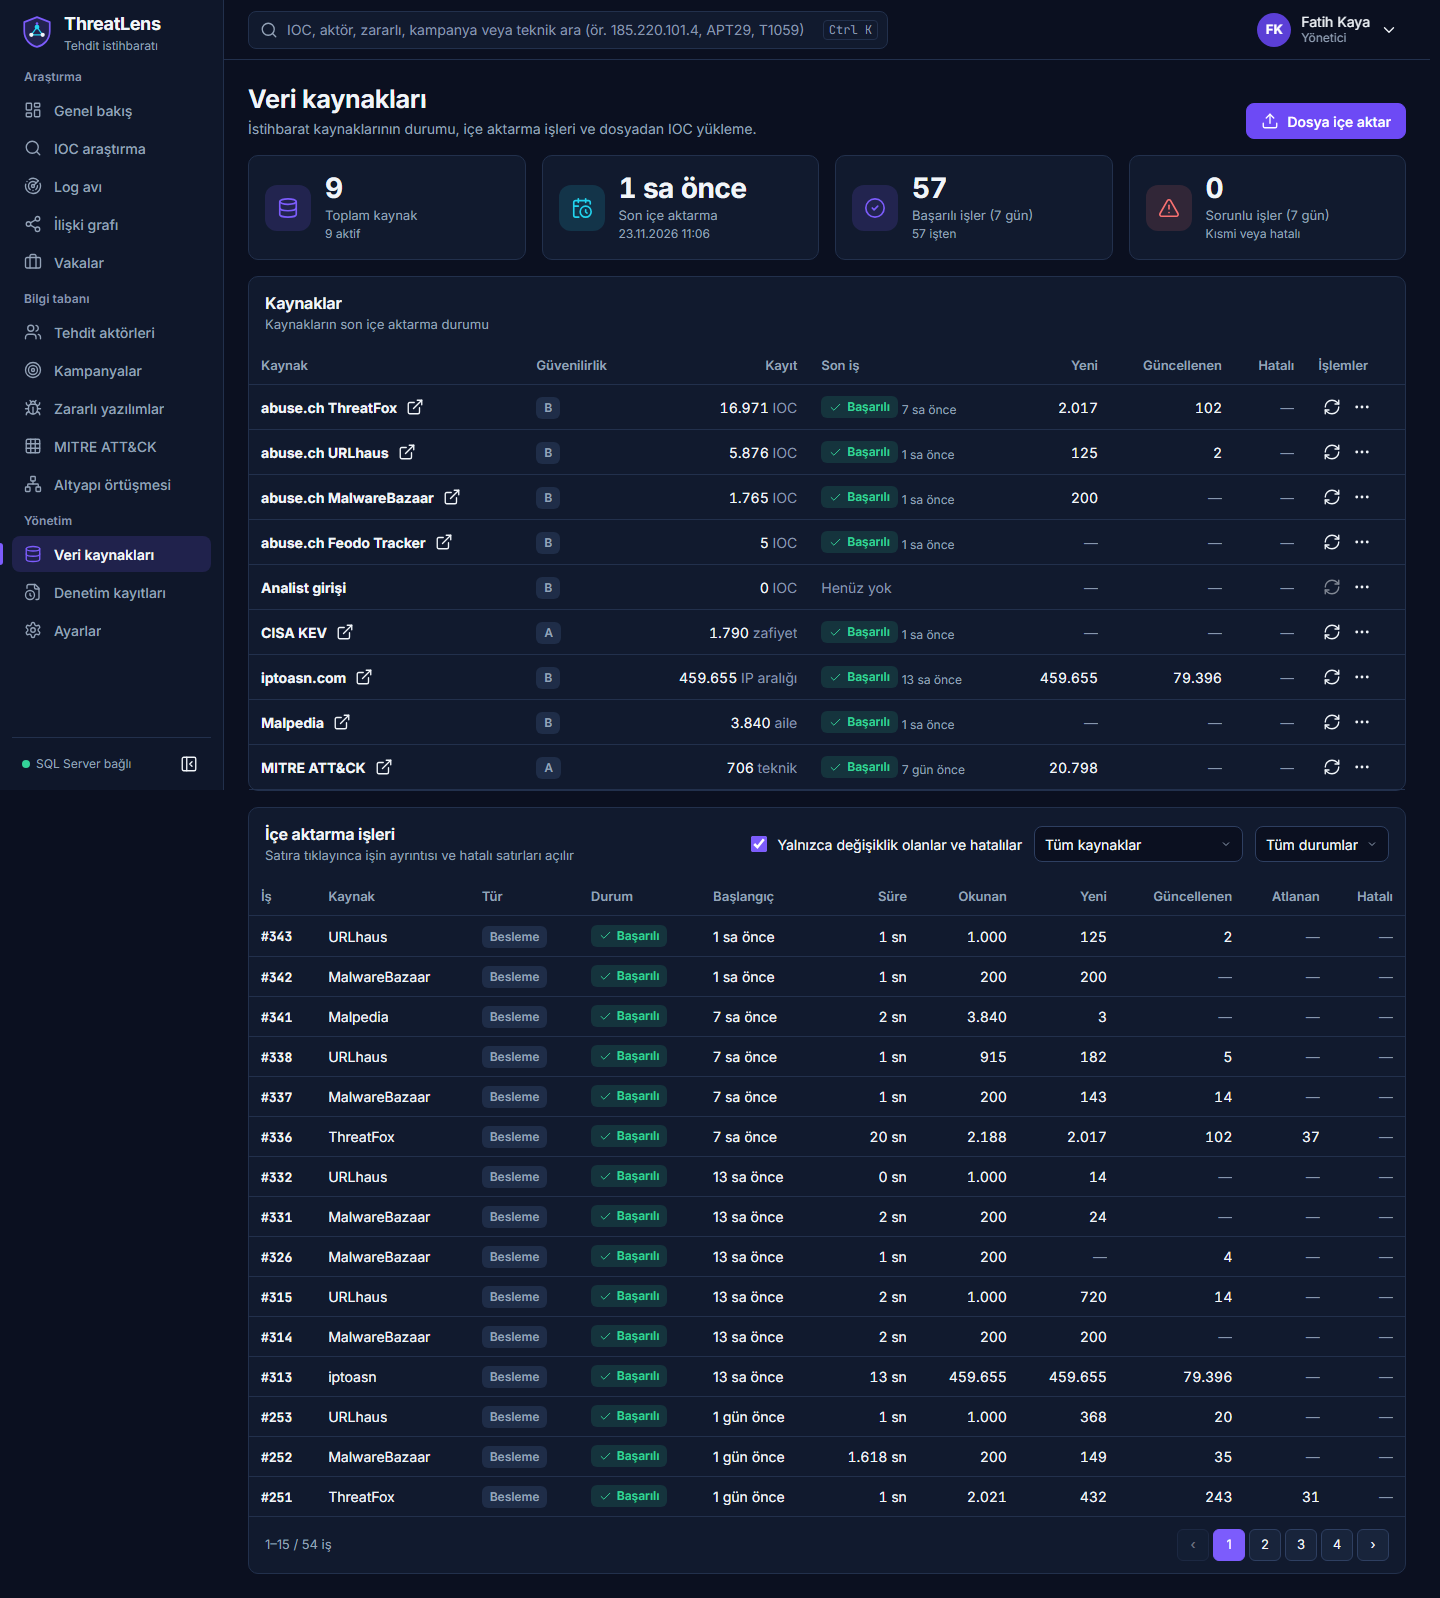 ThreatLens
Tehdit istihbaratı
Araştırma
Genel bakış
IOC araştırma
Log avı
İlişki grafı
Vakalar
Bilgi tabanı
Tehdit aktörleri
Kampanyalar
Zararlı yazılımlar
MITRE ATT&CK
Altyapı örtüşmesi
Yönetim
Veri kaynakları
Denetim kayıtları
Ayarlar
SQL Server bağlı
IOC, aktör, zararlı, kampanya veya teknik ara (ör. 185.220.101.4, APT29, T1059) Ctrl K
FK Fatih Kaya
Yönetici
Veri kaynakları
İstihbarat kaynaklarının durumu, içe aktarma işleri ve dosyadan IOC yükleme.
Dosya içe aktar
9
Toplam kaynak
9 aktif
1 sa önce
Son içe aktarma
23.11.2026 11:06
57
Başarılı işler (7 gün)
57 işten
0
Sorunlu işler (7 gün)
Kısmi veya hatalı
Kaynaklar
Kaynakların son içe aktarma durumu
Kaynak Güvenilirlik Kayıt Son iş Yeni Güncellenen Hatalı İşlemler
abuse.ch ThreatFox B 16.971 IOC Başarılı 7 sa önce 2.017 102 —
abuse.ch URLhaus B 5.876 IOC Başarılı 1 sa önce 125 2 —
abuse.ch MalwareBazaar B 1.765 IOC Başarılı 1 sa önce 200 — —
abuse.ch Feodo Tracker B 5 IOC Başarılı 1 sa önce — — —
Analist girişi B 0 IOC Henüz yok — — —
CISA KEV A 1.790 zafiyet Başarılı 1 sa önce — — —
iptoasn.com B 459.655 IP aralığı Başarılı 13 sa önce 459.655 79.396 —
Malpedia B 3.840 aile Başarılı 1 sa önce — — —
MITRE ATT&CK A 706 teknik Başarılı 7 gün önce 20.798 — —
İçe aktarma işleri
Satıra tıklayınca işin ayrıntısı ve hatalı satırları açılır
Yalnızca değişiklik olanlar ve hatalılar Tüm kaynaklar Tüm durumlar
İş Kaynak Tür Durum Başlangıç Süre Okunan Yeni Güncellenen Atlanan Hatalı
#343 URLhaus Besleme Başarılı 1 sa önce 1 sn 1.000 125 2 — —
#342 MalwareBazaar Besleme Başarılı 1 sa önce 1 sn 200 200 — — —
#341 Malpedia Besleme Başarılı 7 sa önce 2 sn 3.840 3 — — —
#338 URLhaus Besleme Başarılı 7 sa önce 1 sn 915 182 5 — —
#337 MalwareBazaar Besleme Başarılı 7 sa önce 1 sn 200 143 14 — —
#336 ThreatFox Besleme Başarılı 7 sa önce 20 sn 2.188 2.017 102 37 —
#332 URLhaus Besleme Başarılı 13 sa önce 0 sn 1.000 14 — — —
#331 MalwareBazaar Besleme Başarılı 13 sa önce 2 sn 200 24 — — —
#326 MalwareBazaar Besleme Başarılı 13 sa önce 1 sn 200 — 4 — —
#315 URLhaus Besleme Başarılı 13 sa önce 2 sn 1.000 720 14 — —
#314 MalwareBazaar Besleme Başarılı 13 sa önce 2 sn 200 200 — — —
#313 iptoasn Besleme Başarılı 13 sa önce 13 sn 459.655 459.655 79.396 — —
#253 URLhaus Besleme Başarılı 1 gün önce 1 sn 1.000 368 20 — —
#252 MalwareBazaar Besleme Başarılı 1 gün önce 1.618 sn 200 149 35 — —
#251 ThreatFox Besleme Başarılı 1 gün önce 1 sn 2.021 432 243 31 —
1–15 / 54 iş ‹ 1 2 3 4 ›